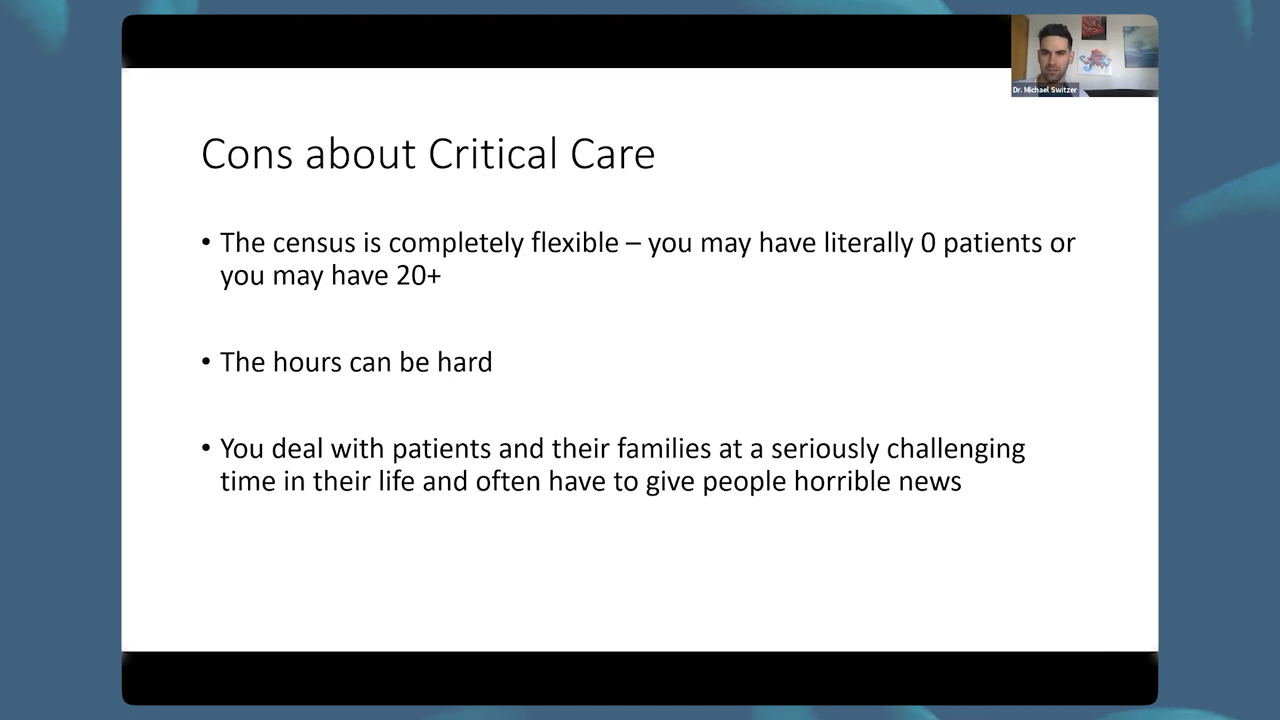 Dr. Michael Switzer
Cons about Critical Care
• The census is completely flexible – you may have literally 0 patients or
you may have 20+
• The hours can be hard
• You deal with patients and their families at a seriously challenging
time in their life and often have to give people horrible news